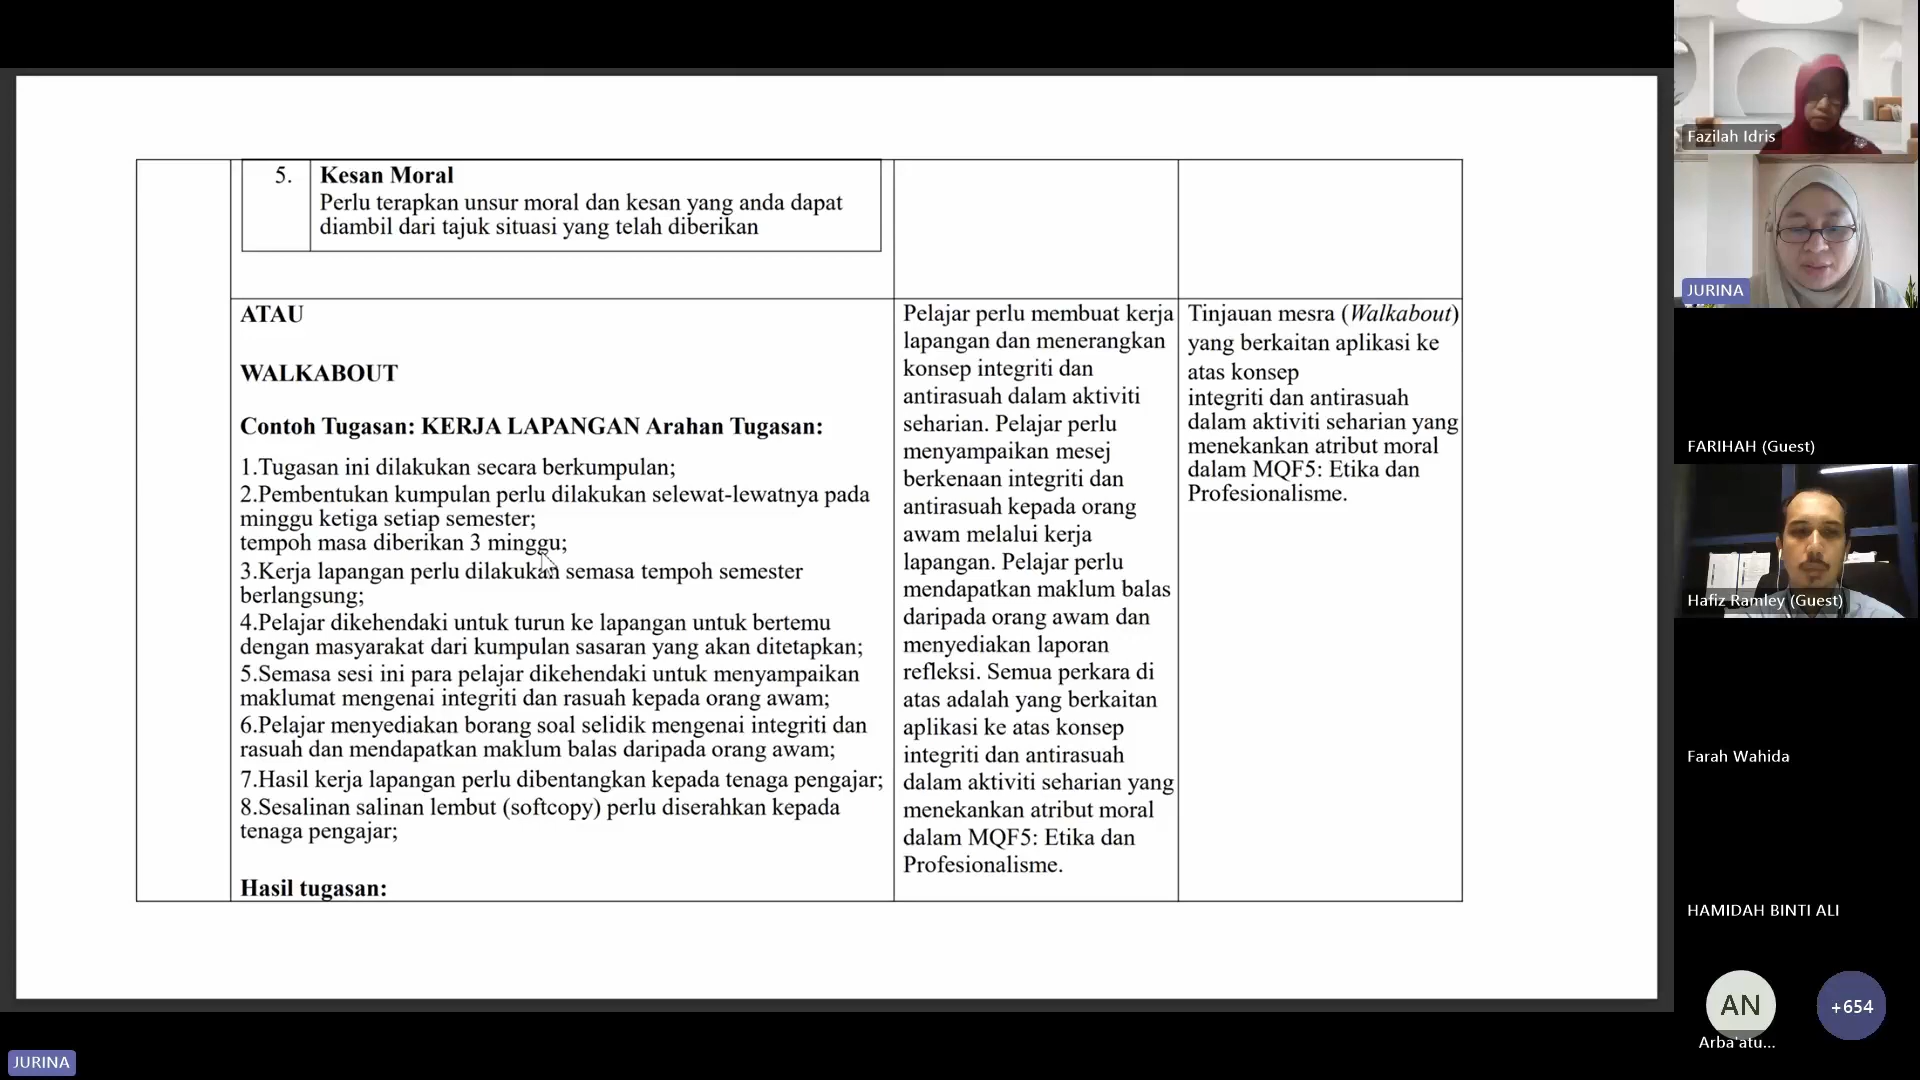 5.
Kesan Moral
Perlu terapkan unsur moral dan kesan yang anda dapat
diambil dari tajuk situasi yang telah diberikan
ATAU
WALKABOUT
Contoh Tugasan: KERJA LAPANGAN Arahan Tugasan:
1.Tugasan ini dilakukan secara berkumpulan;
2.Pembentukan kumpulan perlu dilakukan selewat-lewatnya pada
minggu ketiga setiap semester;
tempoh masa diberikan 3 minggu;
3.Kerja lapangan perlu dilakukan semasa tempoh semester
berlangsung;
4.Pelajar dikehendaki untuk turun ke lapangan untuk bertemu
dengan masyarakat dari kumpulan sasaran yang akan ditetapkan;
5.Semasa sesi ini para pelajar dikehendaki untuk menyampaikan
maklumat mengenai integriti dan rasuah kepada orang awam;
6.Pelajar menyediakan borang soal selidik mengenai integriti dan
rasuah dan mendapatkan maklum balas daripada orang awam;
7.Hasil kerja lapangan perlu dibentangkan kepada tenaga pengajar;
8.Sesalinan salinan lembut (softcopy) perlu diserahkan kepada
tenaga pengajar;
Hasil tugasan:
Pelajar perlu membuat kerja
lapangan dan menerangkan
konsep integriti dan
antirasuah dalam aktiviti
seharian. Pelajar perlu
menyampaikan mesej
berkenaan integriti dan
antirasuah kepada orang
awam melalui kerja
lapangan. Pelajar perlu
mendapatkan maklum balas
daripada orang awam dan
menyediakan laporan
refleksi. Semua perkara di
atas adalah yang berkaitan
aplikasi ke atas konsep
integriti dan antirasuah
dalam aktiviti seharian yang
menekankan atribut moral
dalam MQF5: Etika dan
Profesionalisme.
Tinjauan mesra (Walkabout)
yang berkaitan aplikasi ke
atas konsep
integriti dan antirasuah
dalam aktiviti seharian yang
menekankan atribut moral
dalam MQF5: Etika dan
Profesionalisme.
Fazilah Idris
JURINA
FARIHAH (Guest)
Hafiz Ramley (Guest)
Farah Wahida
HAMIDAH BINTI ALI
AN
Arba'atu...
+654
JURINA